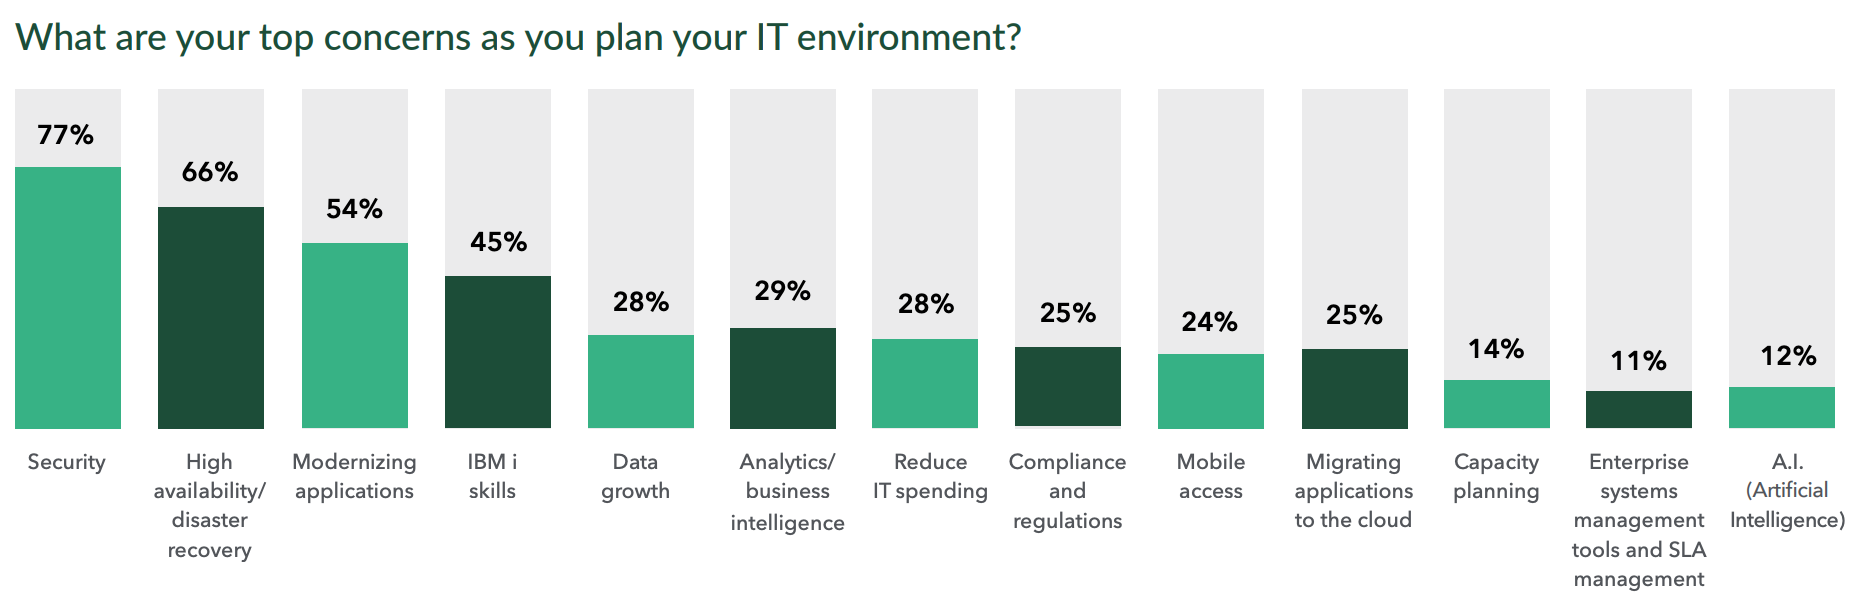 What are your top concerns as you plan your IT environment?
77%
66%
54%
45%
28%
29%
28%
25%
24%
25%
14%
11%
12%
Security
High
availability/
disaster
recovery
Modernizing
applications
IBM i
skills
Data
growth
Analytics/
business
intelligence
Reduce
IT spending
Compliance
and
regulations
Mobile
access
Migrating
applications
to the cloud
Capacity
planning
Enterprise
systems
management
tools and SLA
management
A.I.
(Artificial
Intelligence)